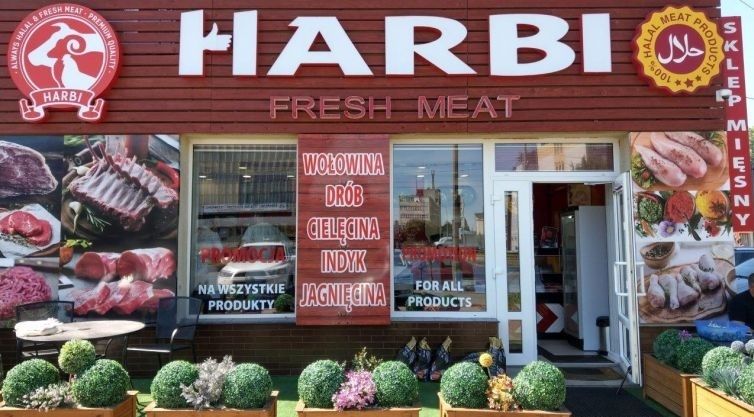 ALWAYS HALAL & FRESH MEAT • PREMIUM QUALITY •
HARBI
HARBI
FRESH MEAT
100% HALAL MEAT PRODUCTS
حلال
SKLEP MIĘSNY
WOŁOWINA
DRÓB
CIELĘCINA
INDYK
JAGNIĘCINA
PROMOCJA
NA WSZYSTKIE
PRODUKTY
PROMOTION
FOR ALL
PRODUCTS